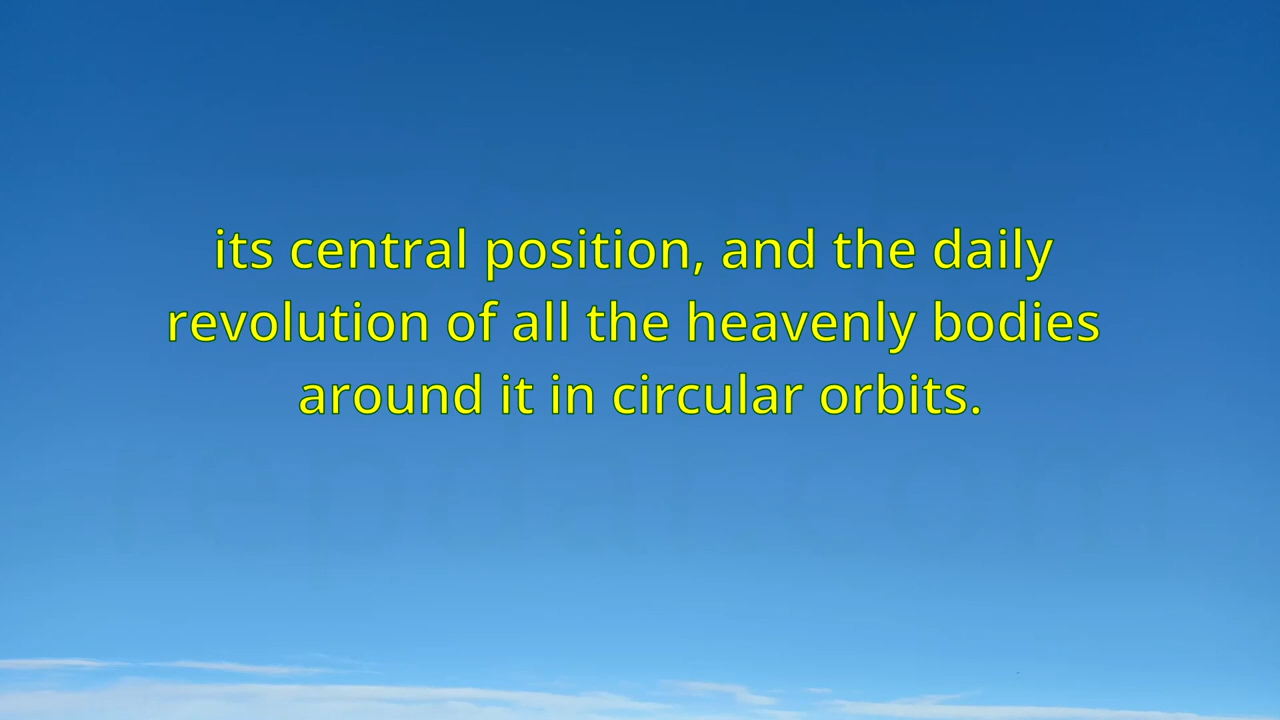 its central position, and the daily
revolution of all the heavenly bodies
around it in circular orbits.